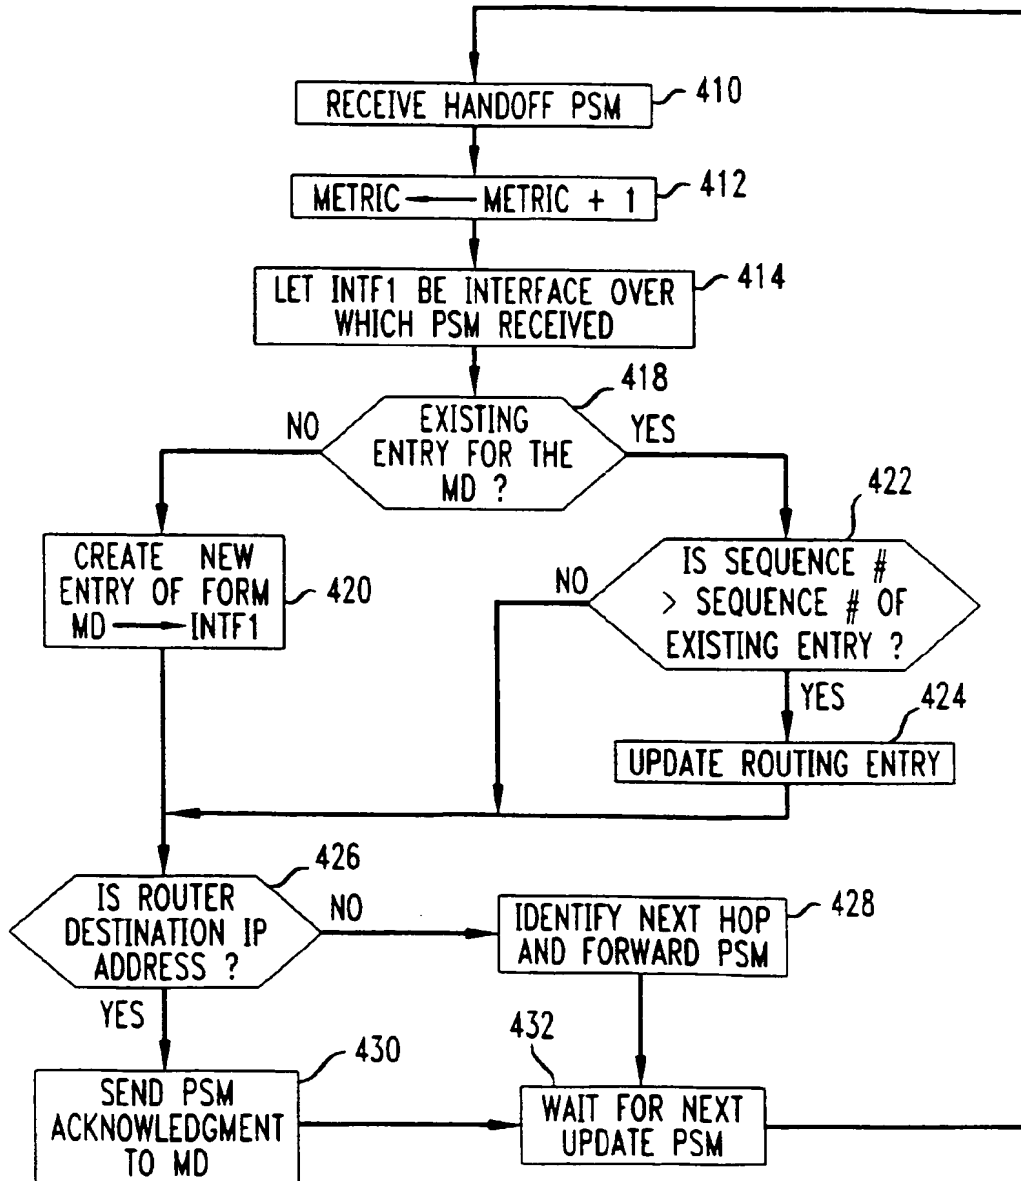 RECEIVE HANDOFF PSM
410
METRIC ← METRIC + 1
412
LET INTF1 BE INTERFACE OVER
WHICH PSM RECEIVED
414
418
NO
EXISTING
ENTRY FOR THE
MD ?
YES
422
CREATE NEW
ENTRY OF FORM
MD → INTF1
420
NO
IS SEQUENCE #
> SEQUENCE # OF
EXISTING ENTRY ?
YES
424
UPDATE ROUTING ENTRY
426
IS ROUTER
DESTINATION IP
ADDRESS ?
NO
IDENTIFY NEXT HOP
AND FORWARD PSM
428
YES
430
432
SEND PSM
ACKNOWLEDGMENT
TO MD
WAIT FOR NEXT
UPDATE PSM